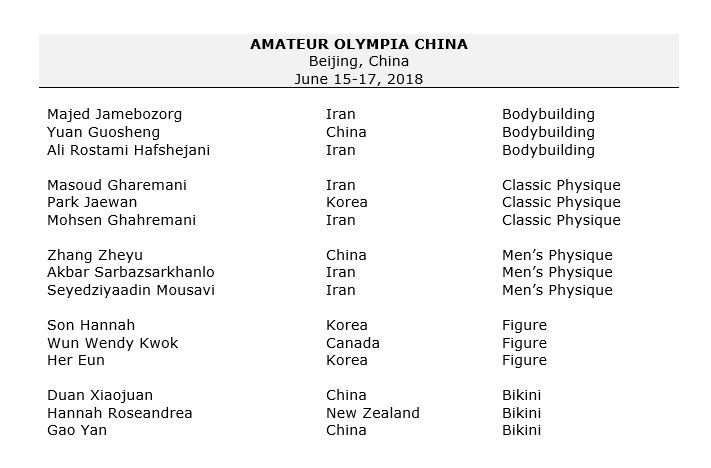 AMATEUR OLYMPIA CHINA
Beijing, China
June 15-17, 2018
Majed Jamebozorg Iran Bodybuilding
Yuan Guosheng China Bodybuilding
Ali Rostami Hafshejani Iran Bodybuilding
Masoud Gharemani Iran Classic Physique
Park Jaewan Korea Classic Physique
Mohsen Ghahremani Iran Classic Physique
Zhang Zheyu China Men’s Physique
Akbar Sarbazsarkhanlo Iran Men’s Physique
Seyedziyaadin Mousavi Iran Men’s Physique
Son Hannah Korea Figure
Wun Wendy Kwok Canada Figure
Her Eun Korea Figure
Duan Xiaojuan China Bikini
Hannah Roseandrea New Zealand Bikini
Gao Yan China Bikini